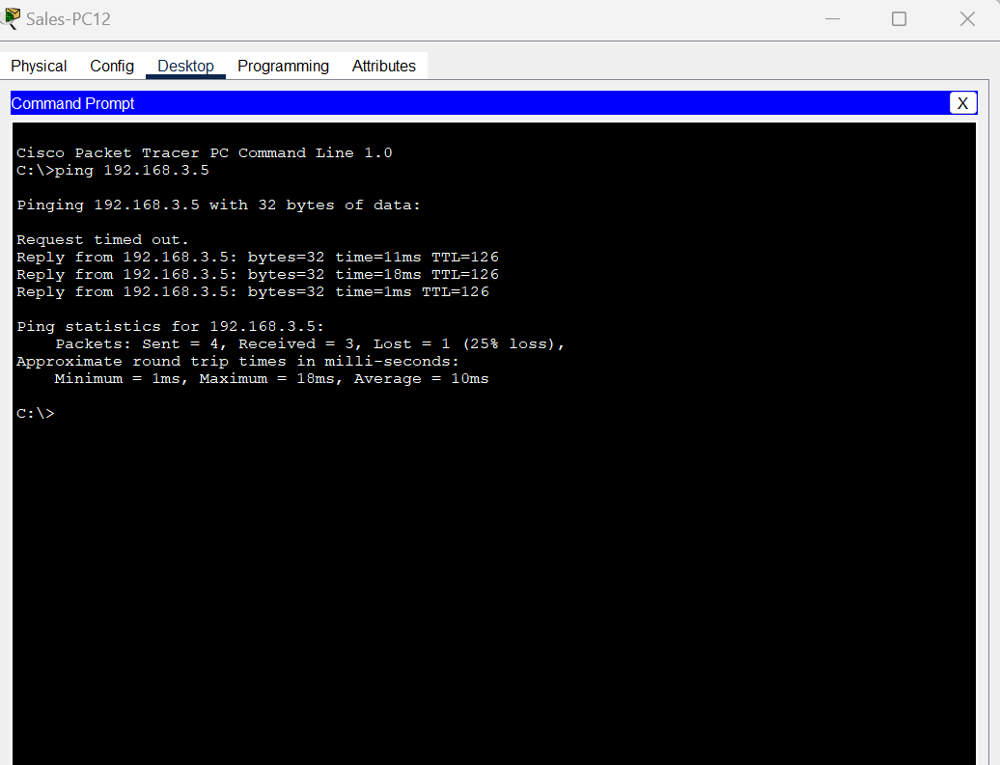 Sales-PC12
Physical Config Desktop Programming Attributes
Command Prompt X
Cisco Packet Tracer PC Command Line 1.0
C:\>ping 192.168.3.5
Pinging 192.168.3.5 with 32 bytes of data:
Request timed out.
Reply from 192.168.3.5: bytes=32 time=11ms TTL=126
Reply from 192.168.3.5: bytes=32 time=18ms TTL=126
Reply from 192.168.3.5: bytes=32 time=1ms TTL=126
Ping statistics for 192.168.3.5:
Packets: Sent = 4, Received = 3, Lost = 1 (25% loss),
Approximate round trip times in milli-seconds:
Minimum = 1ms, Maximum = 18ms, Average = 10ms
C:\>